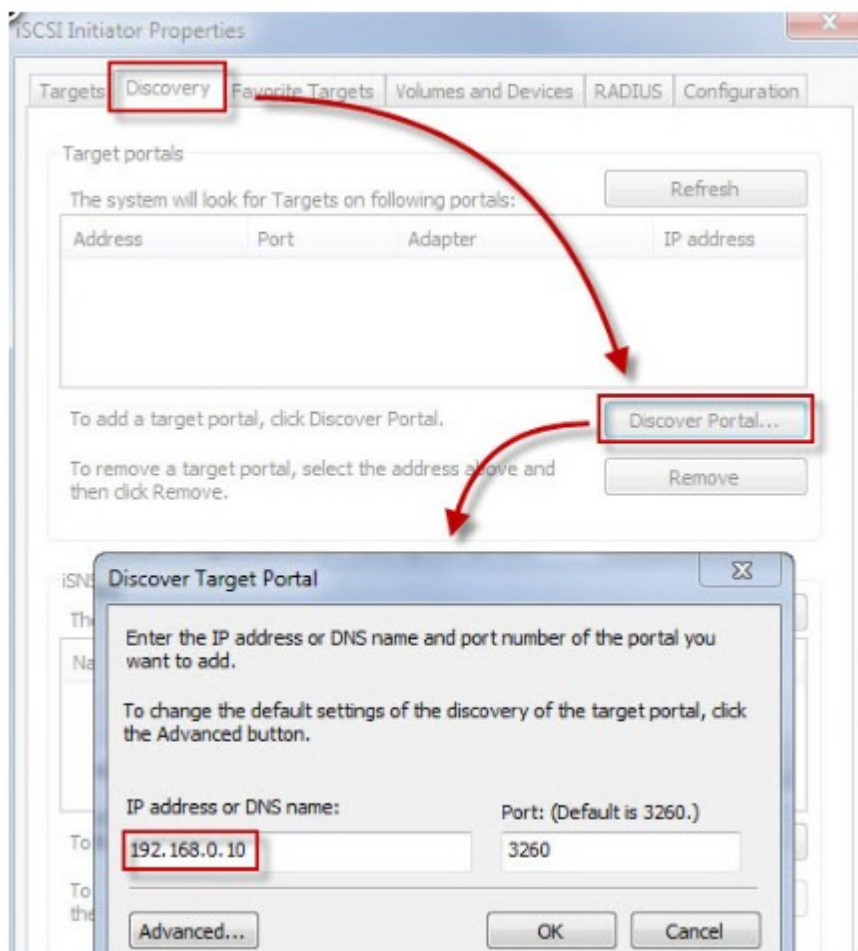 iSCSI Initiator Properties
Targets Discovery Favorite Targets Volumes and Devices RADIUS Configuration
Target portals
The system will look for Targets on following portals:
Refresh
Address Port Adapter IP address
To add a target portal, click Discover Portal.
Discover Portal...
To remove a target portal, select the address above and
then click Remove.
Remove
iSNS
Discover Target Portal
Enter the IP address or DNS name and port number of the portal you
want to add.
To change the default settings of the discovery of the target portal, click
the Advanced button.
IP address or DNS name:
Port: (Default is 3260.)
192.168.0.10
3260
To
To
the
Advanced...
OK
Cancel